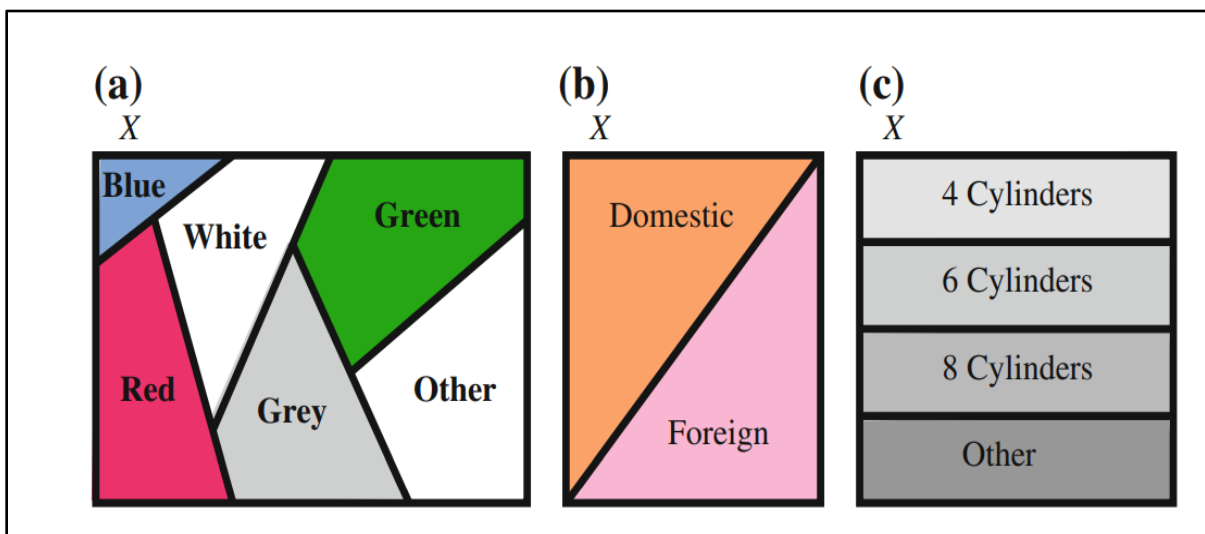 (a)
X
Blue
White
Green
Red
Grey
Other
(b)
X
Domestic
Foreign
(c)
X
4 Cylinders
6 Cylinders
8 Cylinders
Other